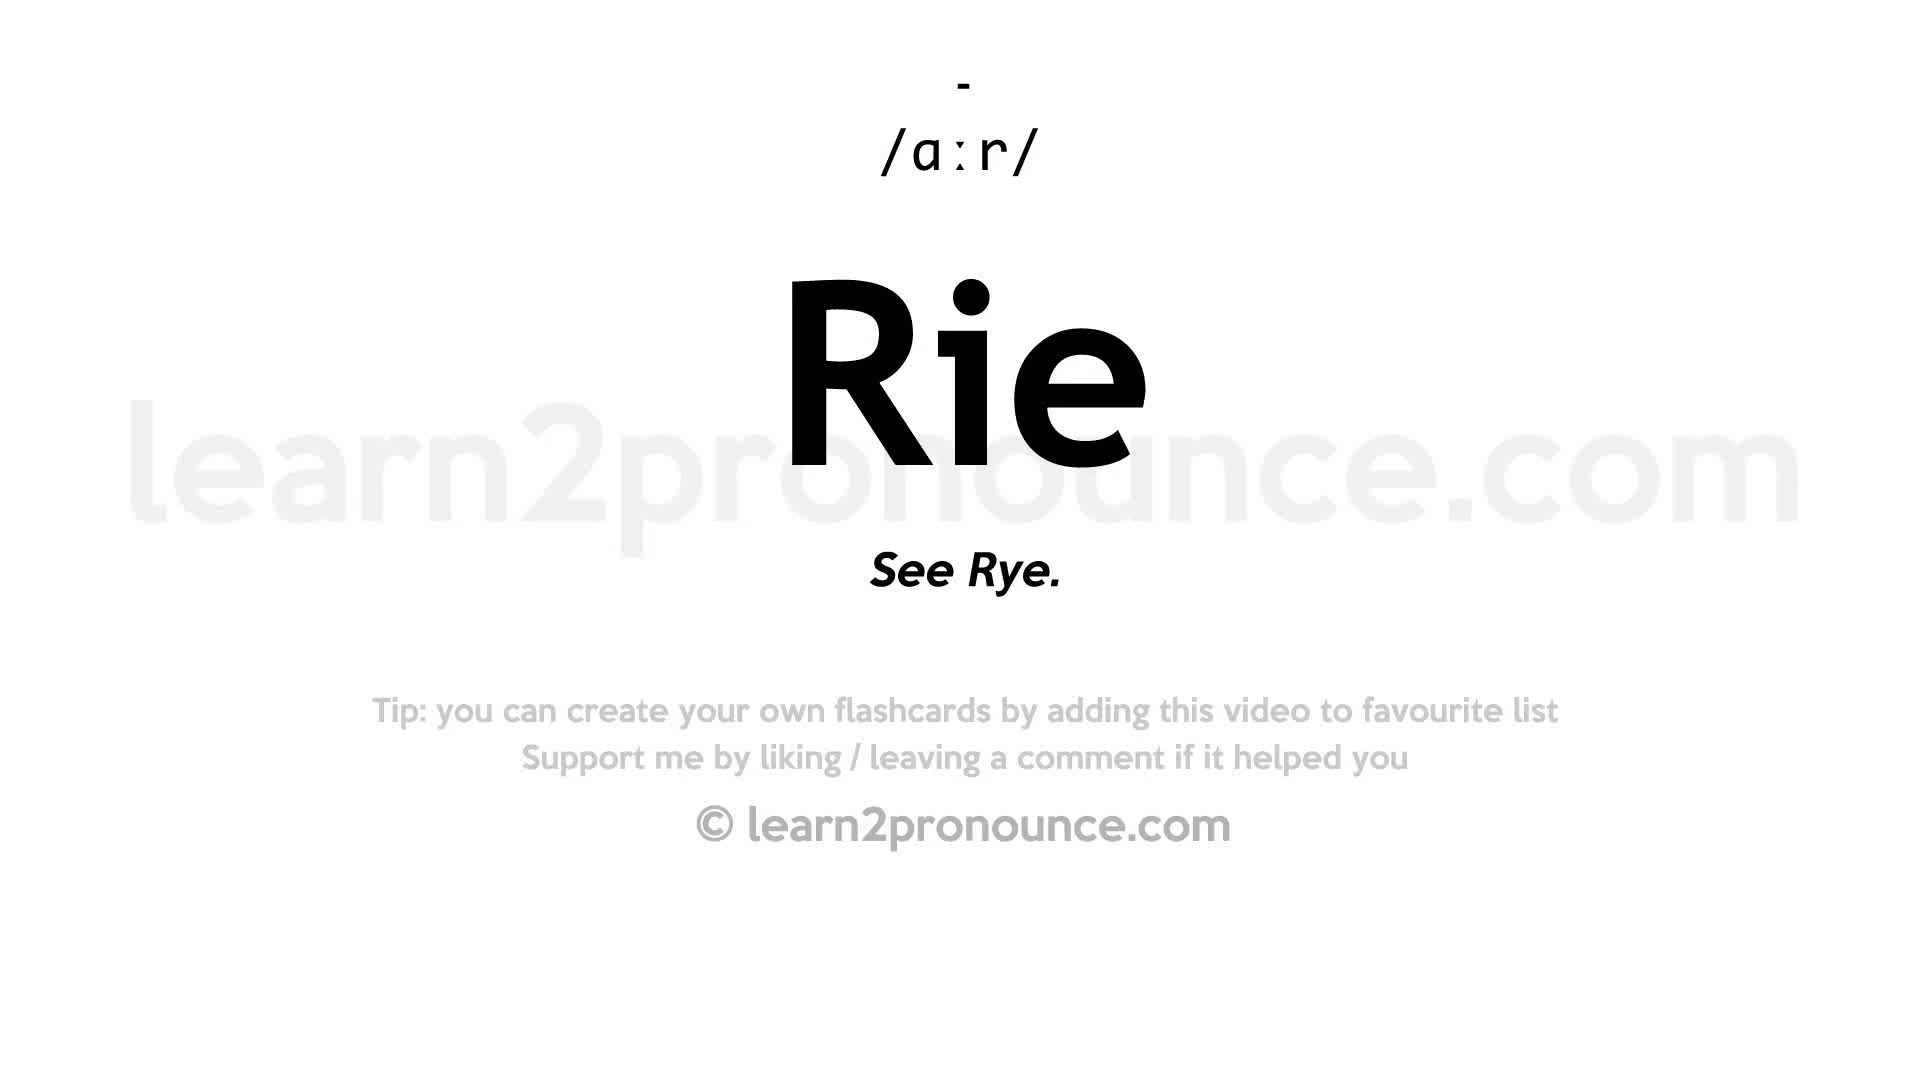 -
/ɑːr/
Rie
learn2pronounce.com
See Rye.
Tip: you can create your own flashcards by adding this video to favourite list
Support me by liking / leaving a comment if it helped you
© learn2pronounce.com